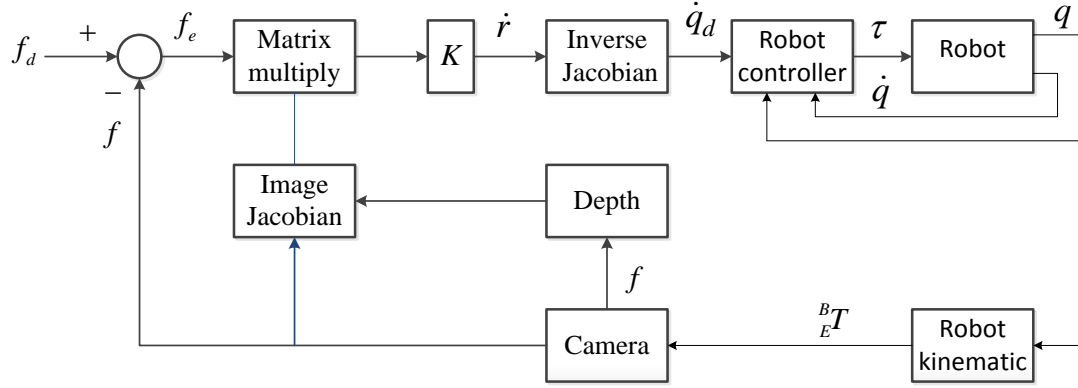 f_d
+
−
f
f_e
Matrix
multiply
K
ṙ
Inverse
Jacobian
q̇_d
Robot
controller
τ
q̇
Robot
q
Image
Jacobian
Depth
f
Camera
^B_E T
Robot
kinematic